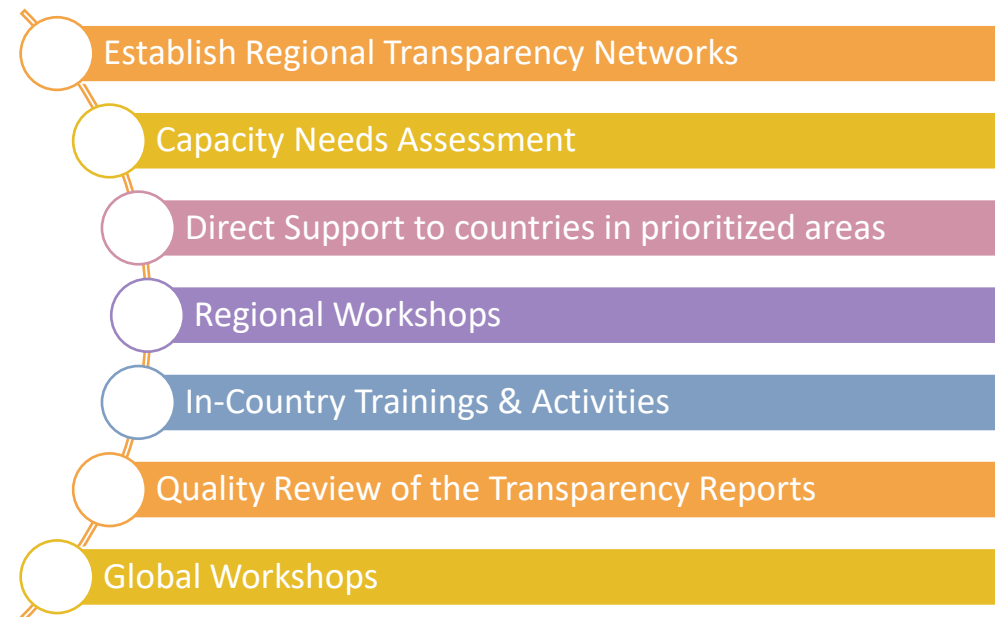 Establish Regional Transparency Networks
Capacity Needs Assessment
Direct Support to countries in prioritized areas
Regional Workshops
In-Country Trainings & Activities
Quality Review of the Transparency Reports
Global Workshops